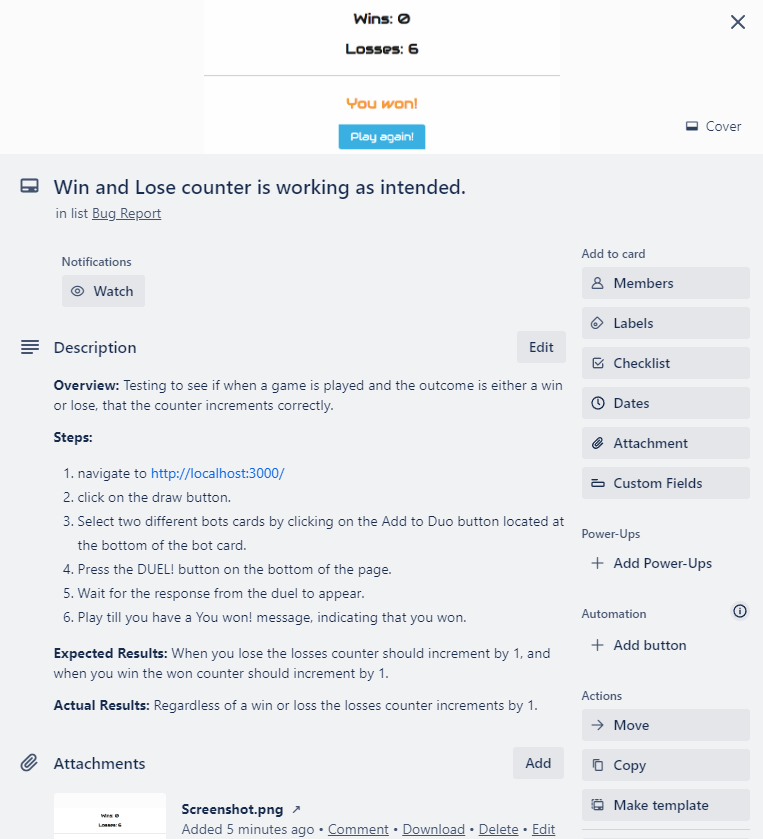 Wins: 0
Losses: 6
You won!
Play again!
Cover
Win and Lose counter is working as intended.
in list Bug Report
Notifications
Watch
Description
Edit
Overview: Testing to see if when a game is played and the outcome is either a win
or lose, that the counter increments correctly.
Steps:
1. navigate to http://localhost:3000/
2. click on the draw button.
3. Select two different bots cards by clicking on the Add to Duo button located at
the bottom of the bot card.
4. Press the DUEL! button on the bottom of the page.
5. Wait for the response from the duel to appear.
6. Play till you have a You won! message, indicating that you won.
Expected Results: When you lose the losses counter should increment by 1, and
when you win the won counter should increment by 1.
Actual Results: Regardless of a win or loss the losses counter increments by 1.
Attachments
Add
Wins: 0
Losses: 6
Screenshot.png ↗
Added 5 minutes ago • Comment • Download • Delete • Edit
Add to card
Members
Labels
Checklist
Dates
Attachment
Custom Fields
Power-Ups
+ Add Power-Ups
Automation
+ Add button
Actions
Move
Copy
Make template